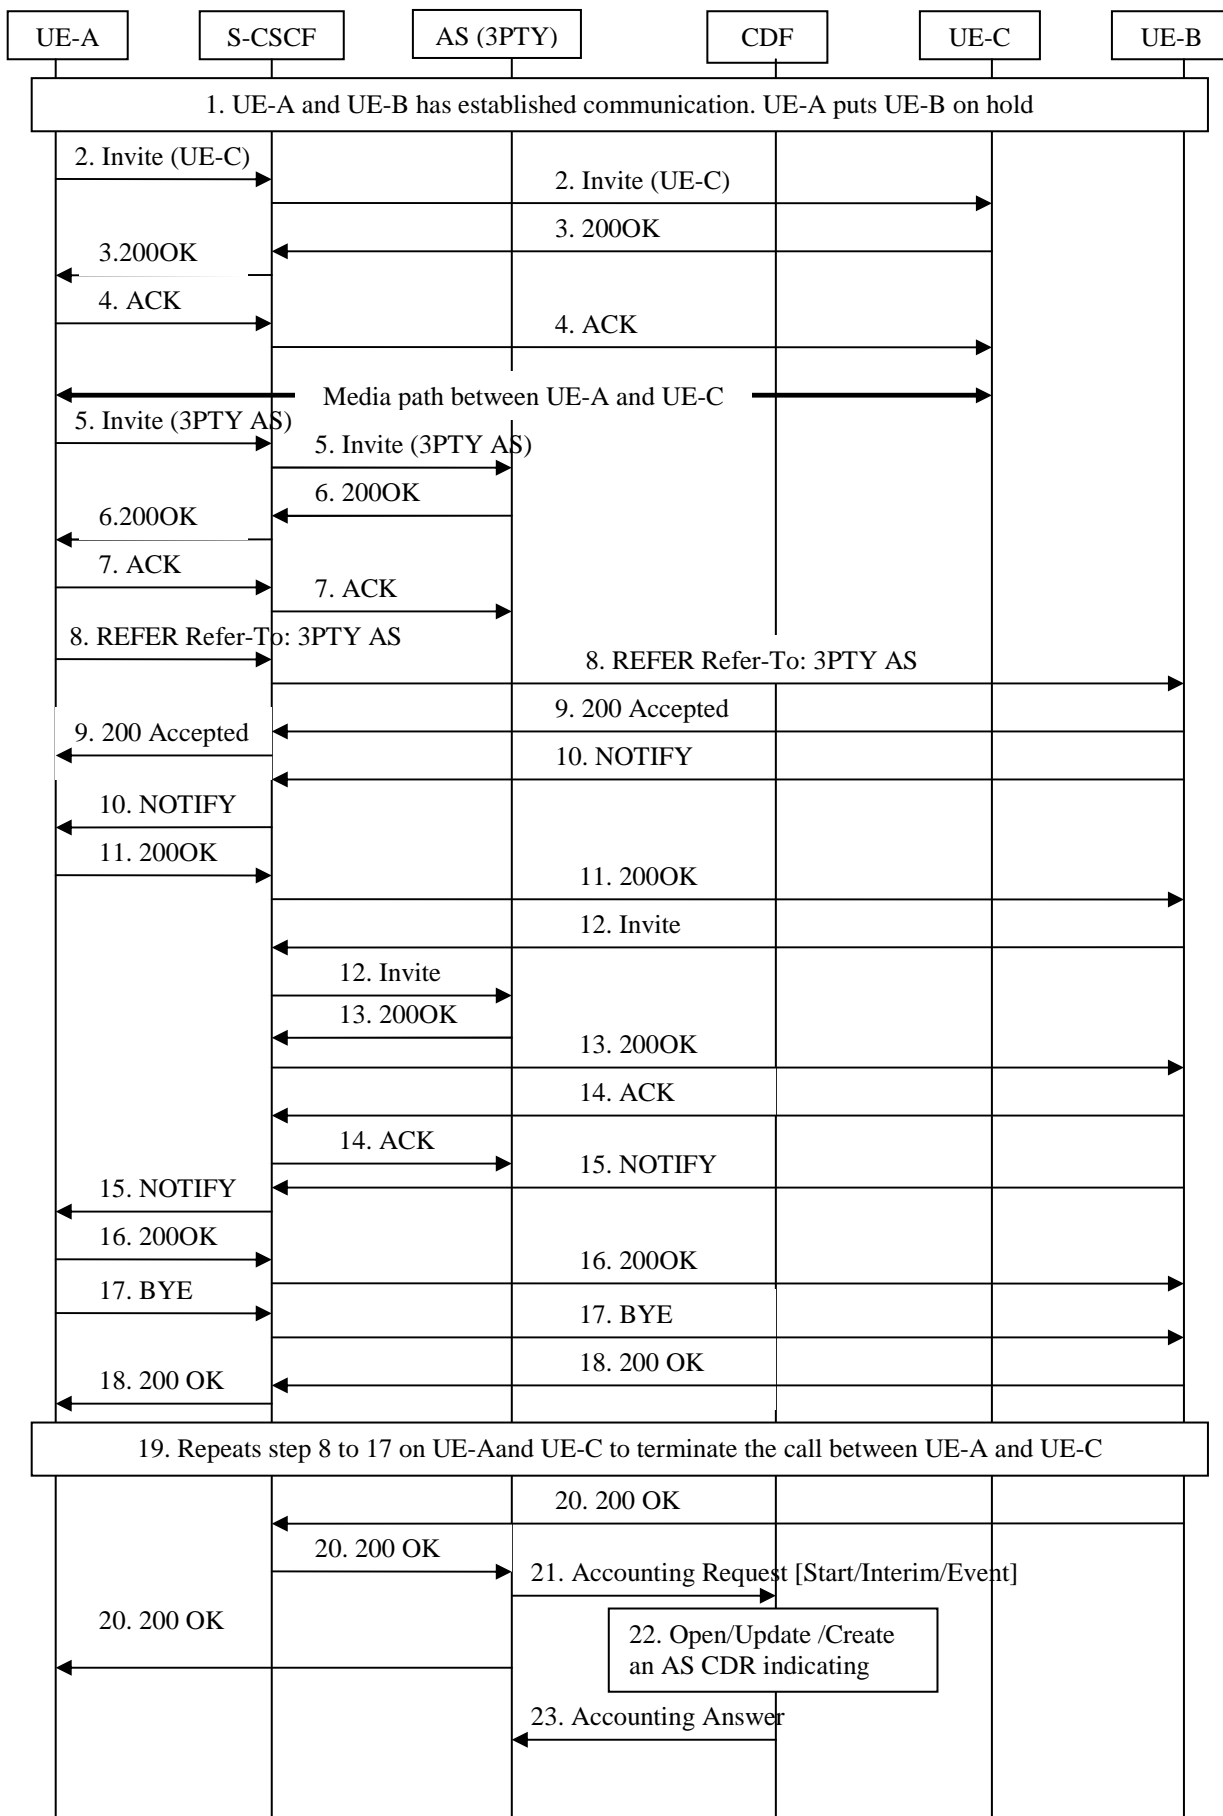 UE-A
S-CSCF
AS (3PTY)
CDF
UE-C
UE-B
1. UE-A and UE-B has established communication. UE-A puts UE-B on hold
2. Invite (UE-C)
2. Invite (UE-C)
3. 200OK
3.200OK
4. ACK
4. ACK
Media path between UE-A and UE-C
5. Invite (3PTY AS)
5. Invite (3PTY AS)
6. 200OK
6.200OK
7. ACK
7. ACK
8. REFER Refer-To: 3PTY AS
8. REFER Refer-To: 3PTY AS
9. 200 Accepted
9. 200 Accepted
10. NOTIFY
10. NOTIFY
11. 200OK
11. 200OK
12. Invite
12. Invite
13. 200OK
13. 200OK
14. ACK
14. ACK
15. NOTIFY
15. NOTIFY
16. 200OK
16. 200OK
17. BYE
17. BYE
18. 200 OK
18. 200 OK
19. Repeats step 8 to 17 on UE-Aand UE-C to terminate the call between UE-A and UE-C
20. 200 OK
20. 200 OK
21. Accounting Request [Start/Interim/Event]
20. 200 OK
22. Open/Update /Create
an AS CDR indicating
23. Accounting Answer